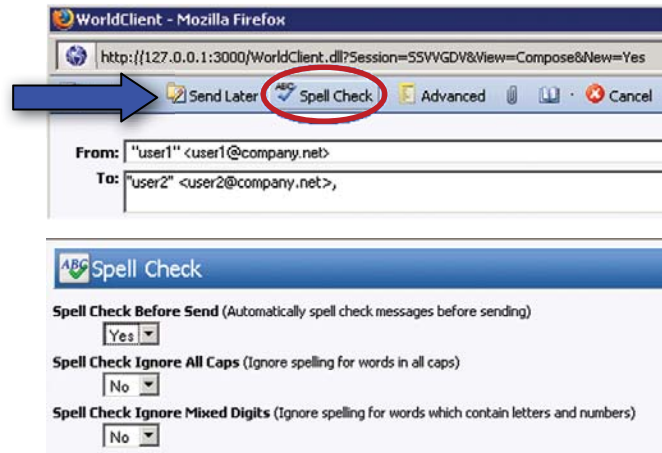 WorldClient - Mozilla Firefox
http://127.0.0.1:3000/WorldClient.dll?Session=SSVVGDV&View=Compose&New=Yes
Send Later ABC Spell Check Advanced Cancel
From: "user1" <user1@company.net>
To: "user2" <user2@company.net>,
ABC Spell Check
Spell Check Before Send (Automatically spell check messages before sending)
Yes
Spell Check Ignore All Caps (Ignore spelling for words in all caps)
No
Spell Check Ignore Mixed Digits (Ignore spelling for words which contain letters and numbers)
No